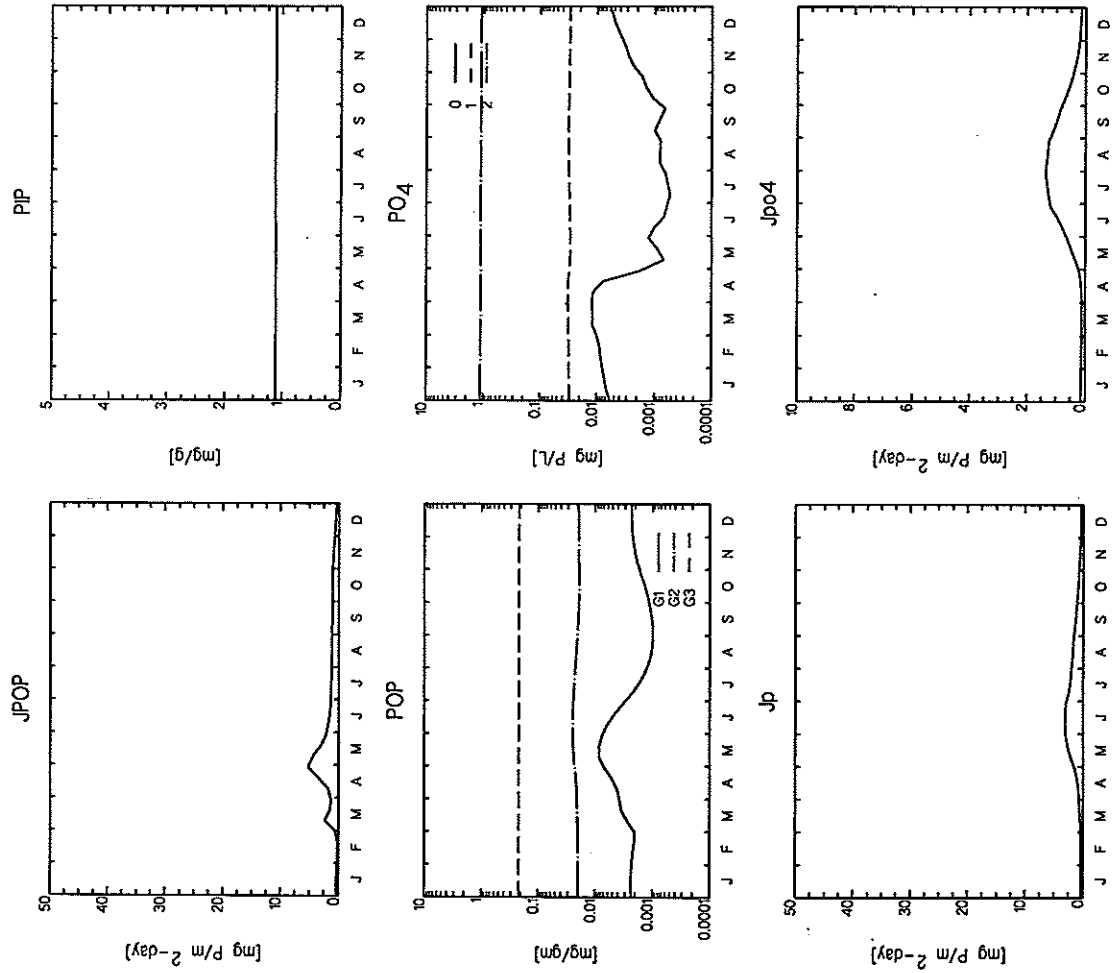 JPOP
50
40
30
20
10
0
[mg P/m 2-day]
J F M A M J J A S O N D
PIP
5
4
3
2
1
0
[mg/g]
J F M A M J J A S O N D
POP
10
1
0.1
0.01
0.001
0.0001
[mg/gm]
G1
G2
G3
J F M A M J J A S O N D
PO4
10
1
0.1
0.01
0.001
0.0001
[mg P/L]
0
1
2
J F M A M J J A S O N D
Jp
50
40
30
20
10
0
[mg P/m 2-day]
J F M A M J J A S O N D
Jpo4
10
8
6
4
2
0
[mg P/m 2-day]
J F M A M J J A S O N D